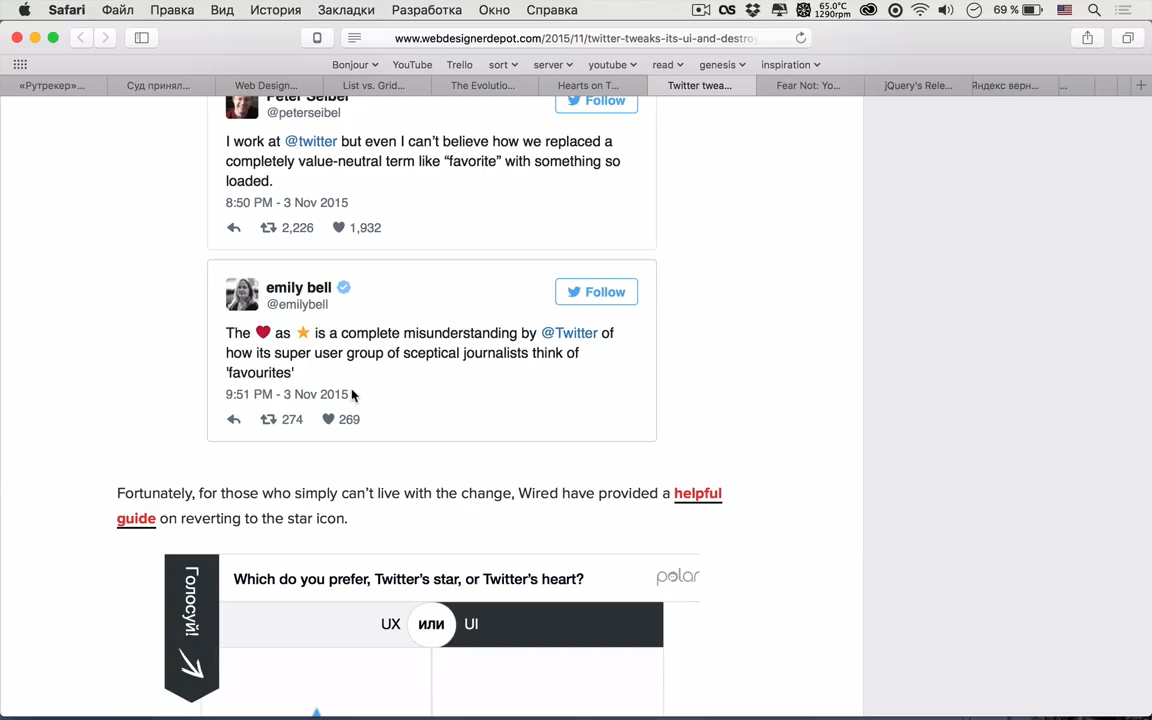 Safari Файл Правка Вид История Закладки Разработка Окно Справка 65.0°C 1290rpm 69 %
www.webdesignerdepot.com/2015/11/twitter-tweaks-its-ui-and-destroy
Bonjour YouTube Trello sort server youtube read genesis inspiration
«Рутрекер»... Суд принял... Web Design... List vs. Grid... The Evolutio... Hearts on T... Twitter twea... Fear Not: Yo... jQuery's Rele... Яндекс верн... ...
Peter Seibel
@peterseibel
Follow
I work at @twitter but even I can't believe how we replaced a
completely value-neutral term like “favorite” with something so
loaded.
8:50 PM - 3 Nov 2015
2,226 1,932
emily bell
@emilybell
Follow
The ❤ as ⭐ is a complete misunderstanding by @Twitter of
how its super user group of sceptical journalists think of
'favourites'
9:51 PM - 3 Nov 2015
274 269
Fortunately, for those who simply can't live with the change, Wired have provided a helpful
guide on reverting to the star icon.
Голосуй!
Which do you prefer, Twitter's star, or Twitter's heart?
polar
UX или UI